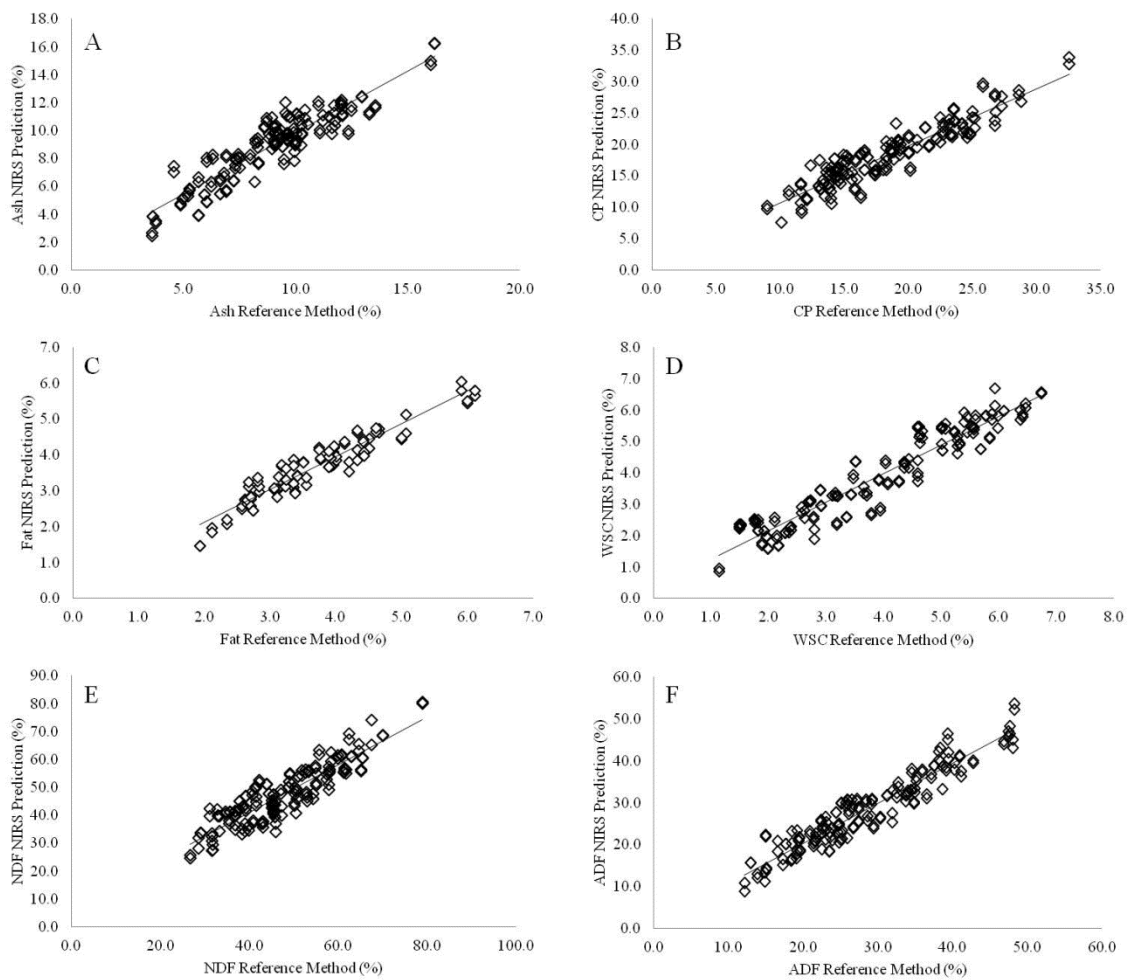 A
Ash NIRS Prediction (%)
18.0
16.0
14.0
12.0
10.0
8.0
6.0
4.0
2.0
0.0
0.0 5.0 10.0 15.0 20.0
Ash Reference Method (%)
B
CP NIRS Prediction (%)
40.0
35.0
30.0
25.0
20.0
15.0
10.0
5.0
0.0
0.0 5.0 10.0 15.0 20.0 25.0 30.0 35.0
CP Reference Method (%)
C
Fat NIRS Prediction (%)
7.0
6.0
5.0
4.0
3.0
2.0
1.0
0.0
0.0 1.0 2.0 3.0 4.0 5.0 6.0 7.0
Fat Reference Method (%)
D
WSC NIRS Prediction (%)
8.0
7.0
6.0
5.0
4.0
3.0
2.0
1.0
0.0
0.0 1.0 2.0 3.0 4.0 5.0 6.0 7.0 8.0
WSC Reference Method (%)
E
NDF NIRS Prediction (%)
90.0
80.0
70.0
60.0
50.0
40.0
30.0
20.0
10.0
0.0
0.0 20.0 40.0 60.0 80.0 100.0
NDF Reference Method (%)
F
ADF NIRS Prediction (%)
60.0
50.0
40.0
30.0
20.0
10.0
0.0
0.0 10.0 20.0 30.0 40.0 50.0 60.0
ADF Reference Method (%)